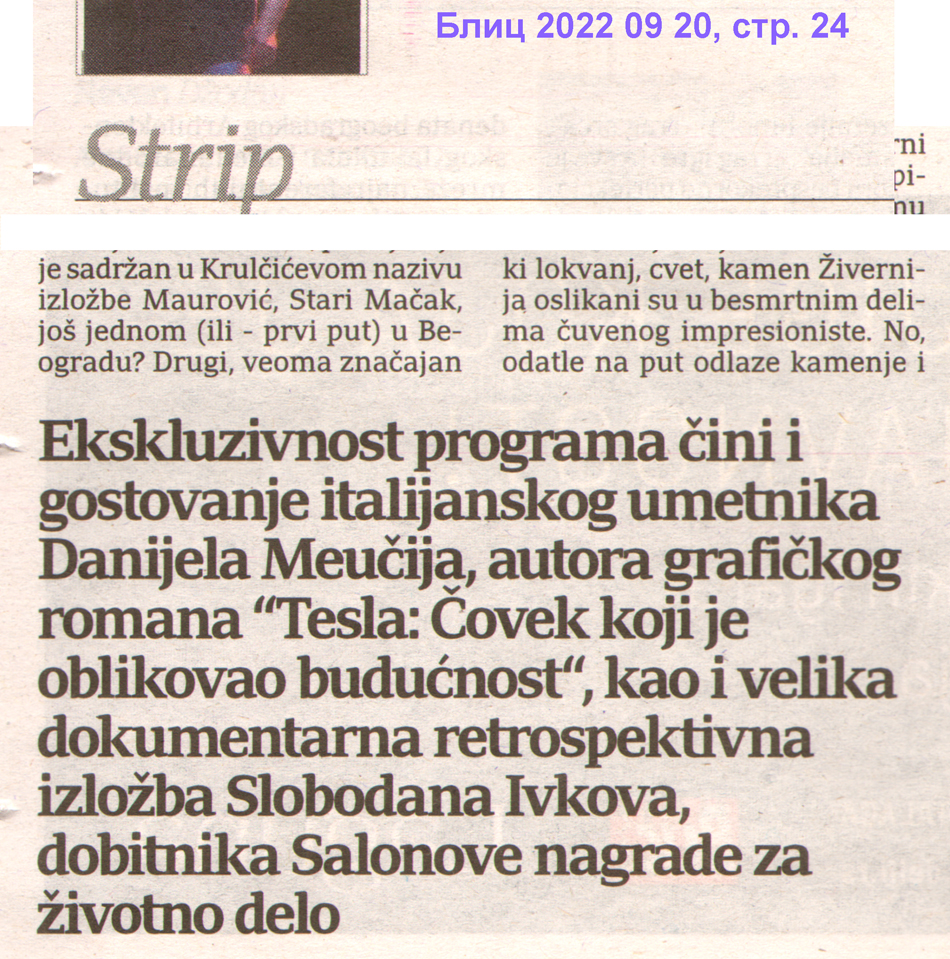 Блиц 2022 09 20, стр. 24
Strip
rni
pi-
nu
je sadržan u Krulčićevom nazivu
izložbe Maurović, Stari Mačak,
još jednom (ili - prvi put) u Be-
ogradu? Drugi, veoma značajan
ki lokvanj, cvet, kamen Živerni-
ja oslikani su u besmrtnim deli-
ma čuvenog impresioniste. No,
odatle na put odlaze kamenje i
Ekskluzivnost programa čini i
gostovanje italijanskog umetnika
Danijela Meučija, autora grafičkog
romana “Tesla: Čovek koji je
oblikovao budućnost“, kao i velika
dokumentarna retrospektivna
izložba Slobodana Ivkova,
dobitnika Salonove nagrade za
životno delo